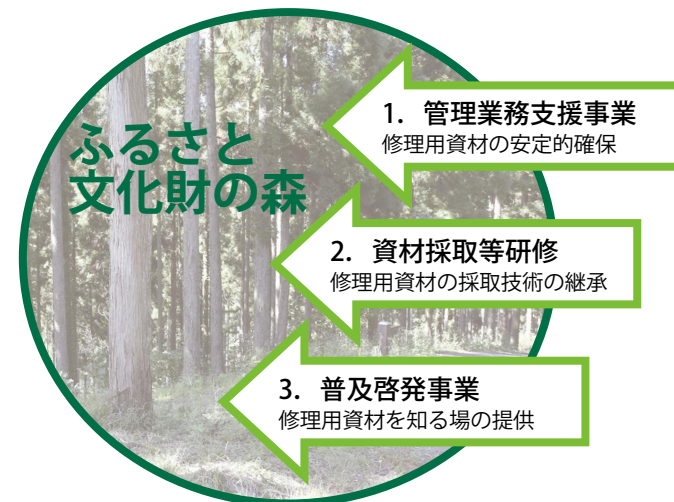 ふるさと
文化財の森
1. 管理業務支援事業
修理用資材の安定的確保
2. 資材採取等研修
修理用資材の採取技術の継承
3. 普及啓発事業
修理用資材を知る場の提供